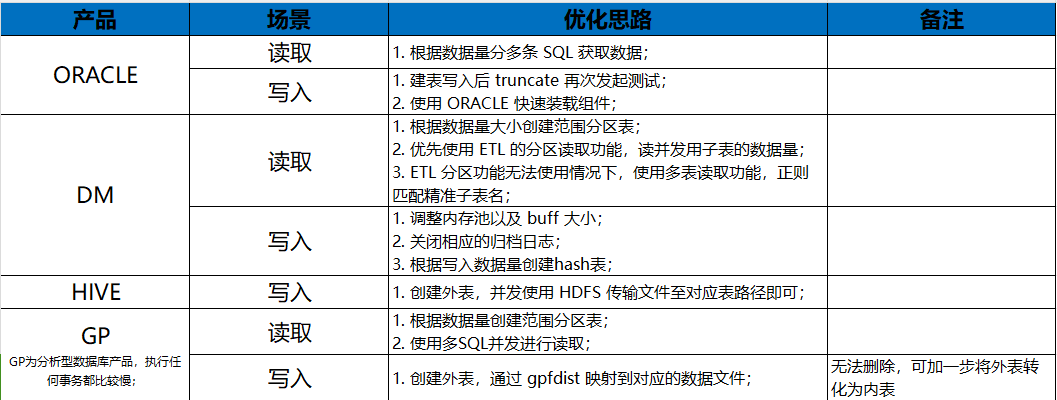 产品 场景 优化思路 备注
ORACLE
读取
1. 根据数据量分多条 SQL 获取数据；
写入
1. 建表写入后 truncate 再次发起测试；
2. 使用 ORACLE 快速装载组件；
DM
读取
1. 根据数据量大小创建范围分区表；
2. 优先使用 ETL 的分区读取功能，读并发用子表的数据量；
3. ETL 分区功能无法使用情况下，使用多表读取功能，正则
匹配精准子表名；
写入
1. 调整内存池以及 buff 大小；
2. 关闭相应的归档日志；
3. 根据写入数据量创建hash表；
HIVE
写入
1. 创建外表，并发使用 HDFS 传输文件至对应表路径即可；
GP
GP为分析型数据库产品，执行任
何事务都比较慢；
读取
1. 根据数据量创建范围分区表；
2. 使用多SQL并发进行读取；
写入
1. 创建外表，通过 gpfdist 映射到对应的数据文件；
无法删除，可加一步将外表转
化为内表